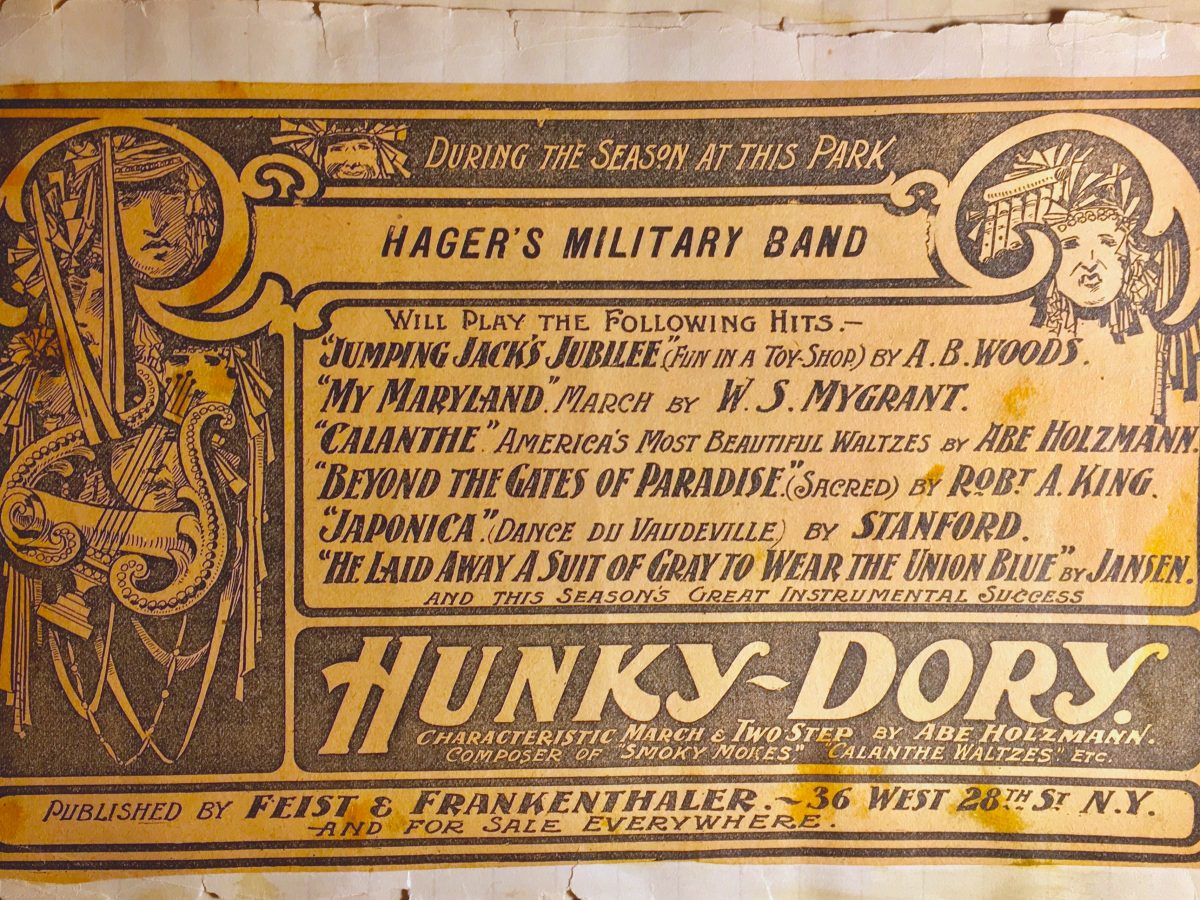 DURING THE SEASON AT THIS PARK
HAGER'S MILITARY BAND
WILL PLAY THE FOLLOWING HITS.—
"JUMPING JACK'S JUBILEE." (FUN IN A TOY-SHOP.) BY A. B. WOODS.
"MY MARYLAND". MARCH BY W. S. MYGRANT.
"CALANTHE." AMERICA'S MOST BEAUTIFUL WALTZES BY ABE HOLZMANN.
"BEYOND THE GATES OF PARADISE." (SACRED) BY ROBT. A. KING.
"JAPONICA". (DANCE DU VAUDEVILLE) BY STANFORD.
"HE LAID AWAY A SUIT OF GRAY TO WEAR THE UNION BLUE" BY JANSEN.
AND THIS SEASON'S GREAT INSTRUMENTAL SUCCESS
HUNKY-DORY.
CHARACTERISTIC MARCH & TWO STEP BY ABE HOLZMANN.
COMPOSER OF "SMOKY MOKES," "CALANTHE WALTZES" ETC.
PUBLISHED BY FEIST & FRANKENTHALER.~36 WEST 28TH ST N.Y.
—AND FOR SALE EVERYWHERE.